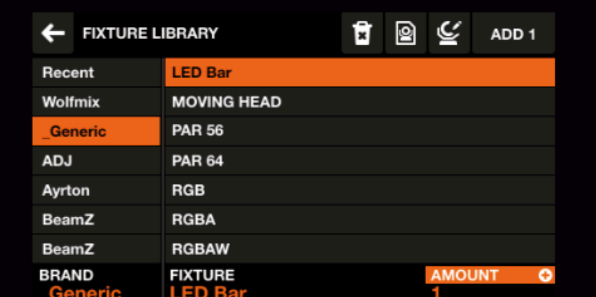 FIXTURE LIBRARY ADD 1
Recent LED Bar
Wolfmix MOVING HEAD
_Generic PAR 56
ADJ PAR 64
Ayrton RGB
BeamZ RGBA
BeamZ RGBAW
BRAND FIXTURE AMOUNT
_Generic LED Bar 1